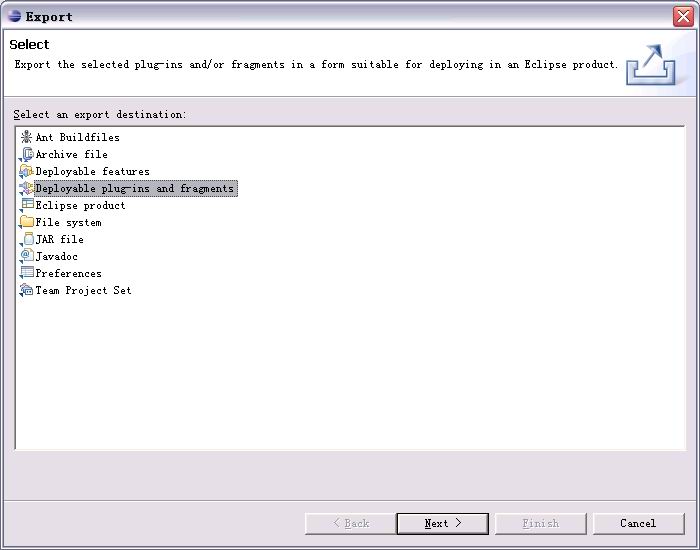 Export
Select
Export the selected plug-ins and/or fragments in a form suitable for deploying in an Eclipse product.
Select an export destination:
Ant Buildfiles
Archive file
Deployable features
Deployable plug-ins and fragments
Eclipse product
File system
JAR file
Javadoc
Preferences
Team Project Set
< Back Next > Finish Cancel